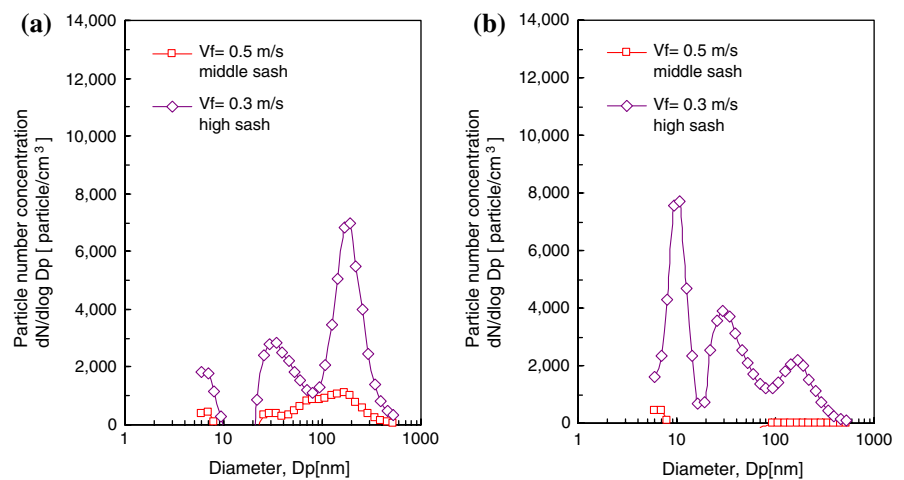 (a)
14,000
12,000
10,000
8,000
6,000
4,000
2,000
0
1
10
100
1000
Particle number concentration
dN/dlog Dp [ particle/cm³]
Diameter, Dp[nm]
Vf= 0.5 m/s
middle sash
Vf= 0.3 m/s
high sash
(b)
14,000
12,000
10,000
8,000
6,000
4,000
2,000
0
1
10
100
1000
Particle number concentration
dN/dlog Dp [ particle/cm³]
Diameter, Dp[nm]
Vf= 0.5 m/s
middle sash
Vf= 0.3 m/s
high sash